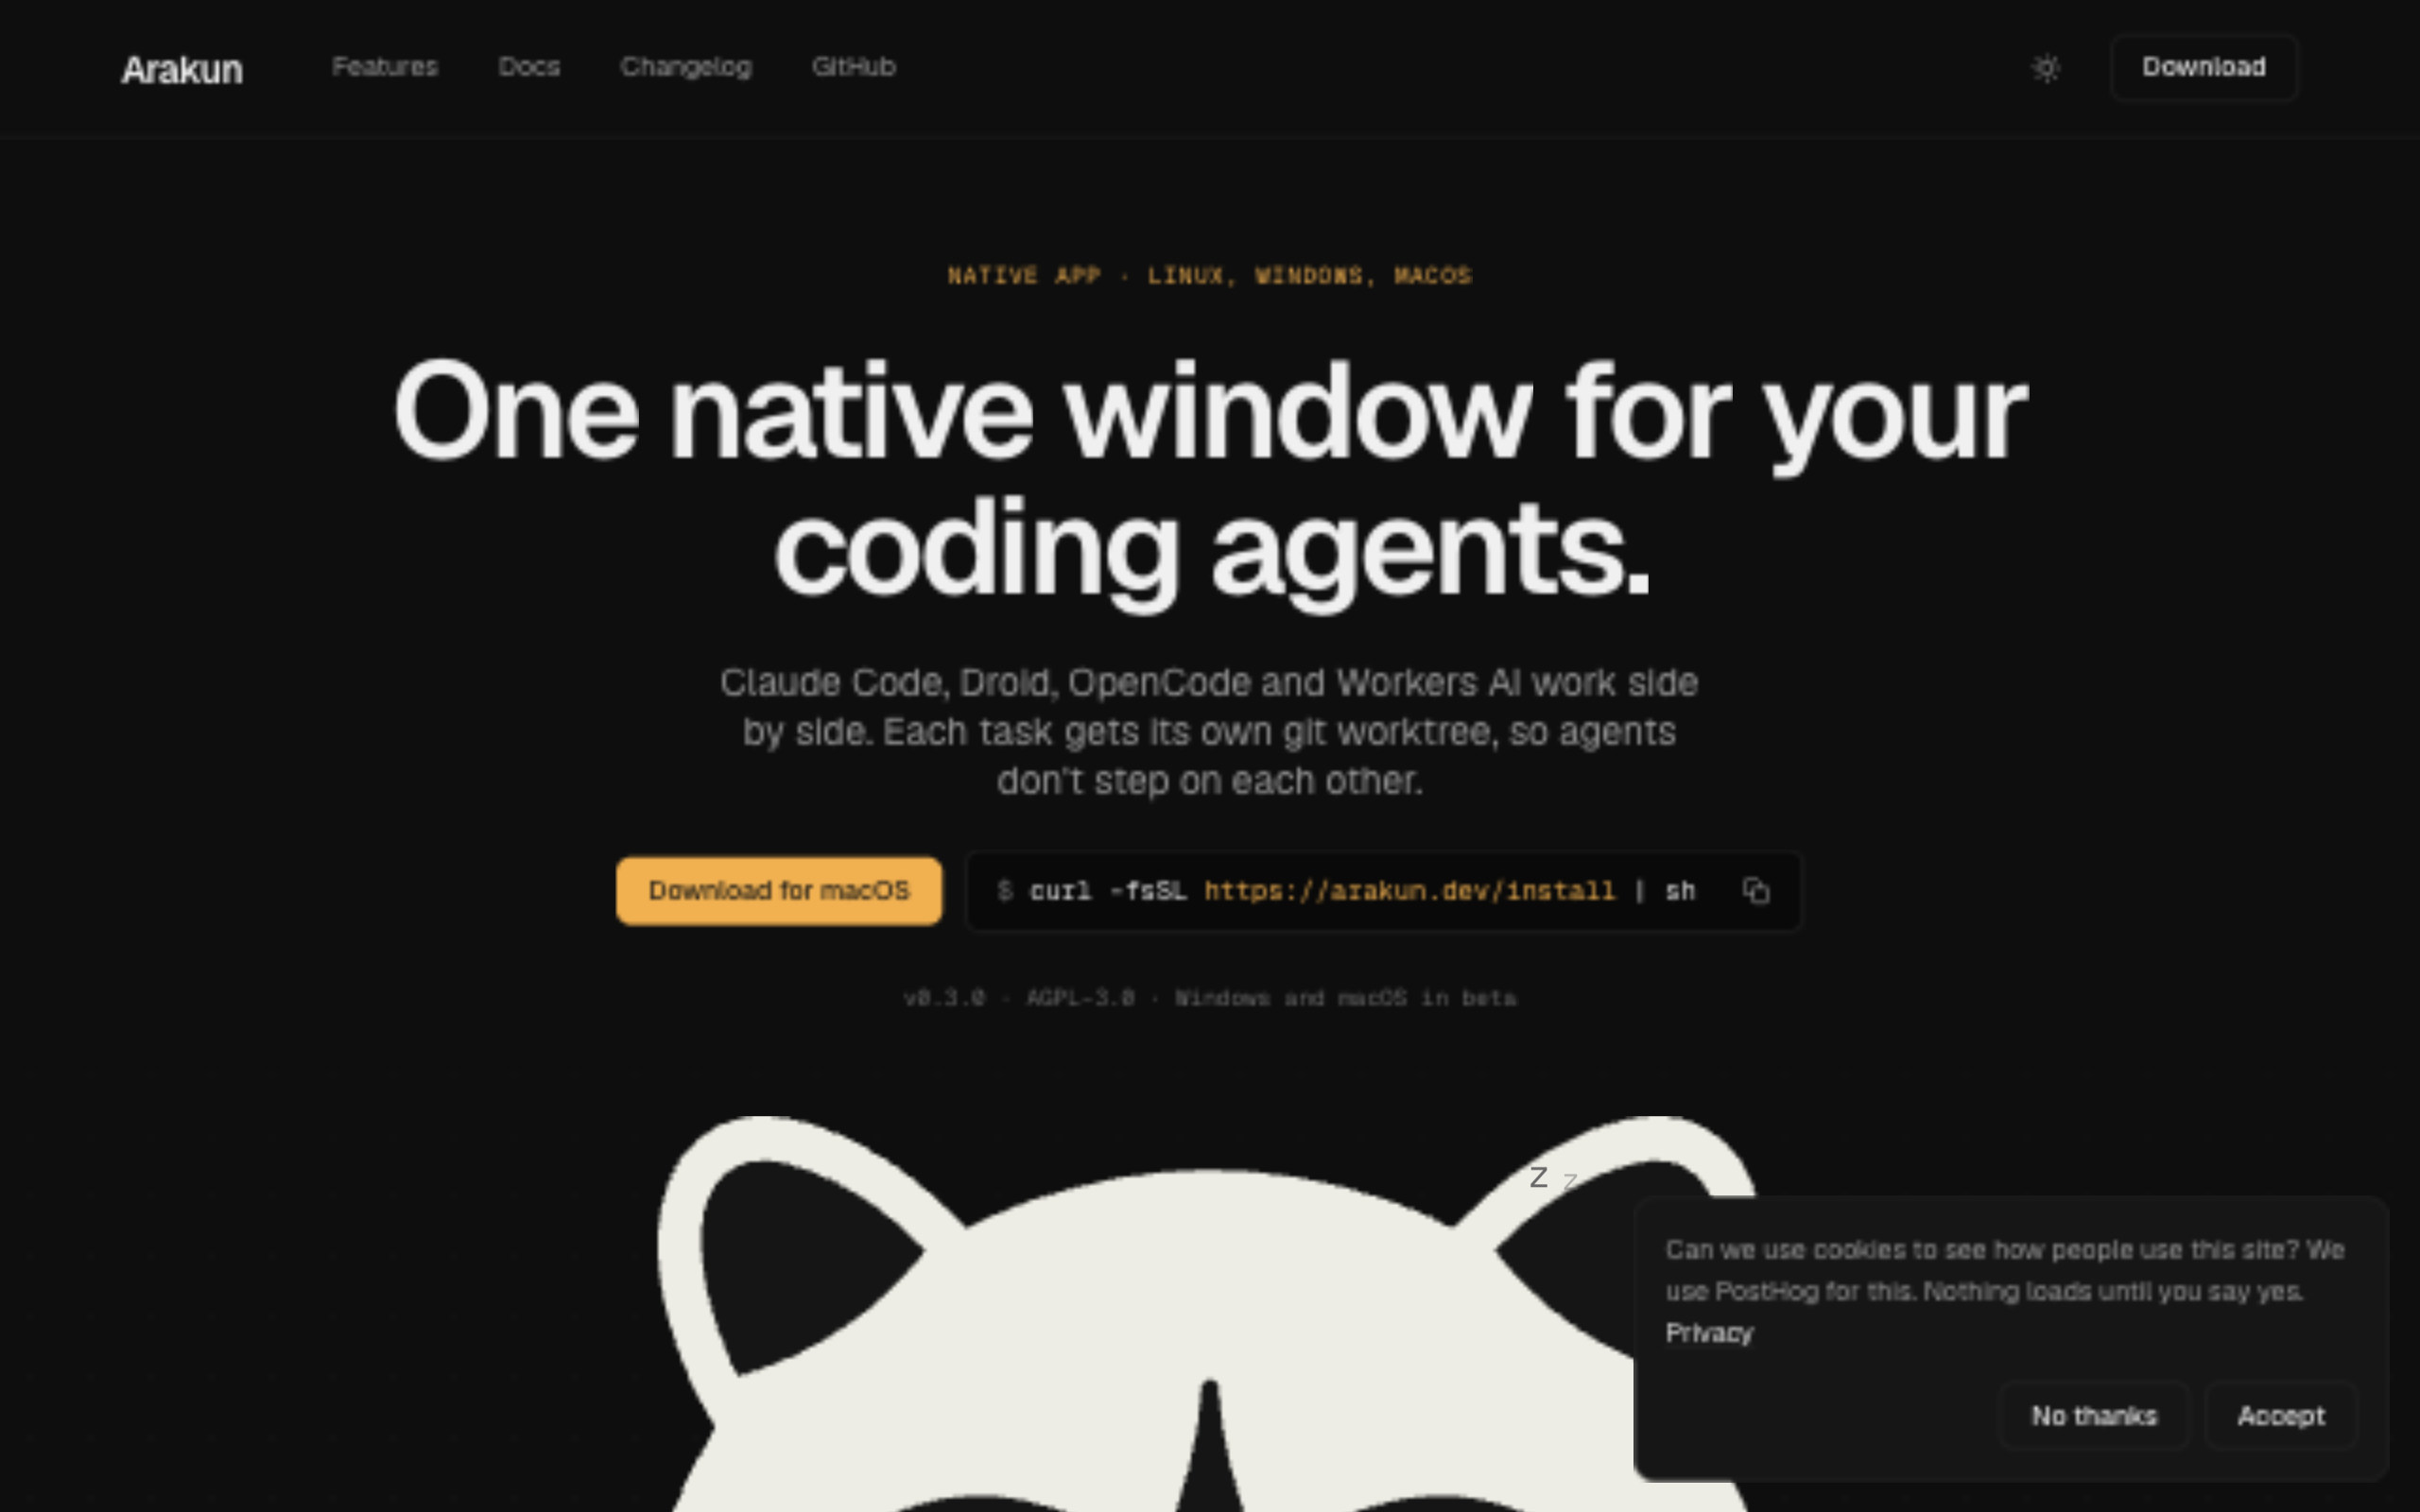 Arakun
Features
Docs
Changelog
GitHub
Download
NATIVE APP · LINUX, WINDOWS, MACOS
One native window for your
coding agents.
Claude Code, Droid, OpenCode and Workers AI work side
by side. Each task gets its own git worktree, so agents
don't step on each other.
Download for macOS
$ curl -fsSL https://arakun.dev/install | sh
v0.3.0 · AGPL-3.0 · Windows and macOS in beta
z z
Can we use cookies to see how people use this site? We
use PostHog for this. Nothing loads until you say yes.
Privacy
No thanks
Accept